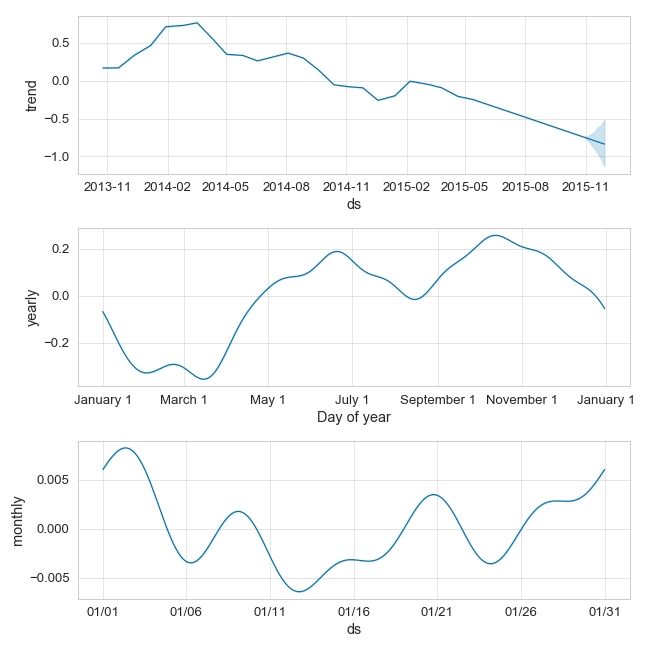 trend
0.5
0.0
−0.5
−1.0
2013-11 2014-02 2014-05 2014-08 2014-11 2015-02 2015-05 2015-08 2015-11
ds
yearly
0.2
0.0
−0.2
January 1 March 1 May 1 July 1 September 1 November 1 January 1
Day of year
monthly
0.005
0.000
−0.005
01/01 01/06 01/11 01/16 01/21 01/26 01/31
ds